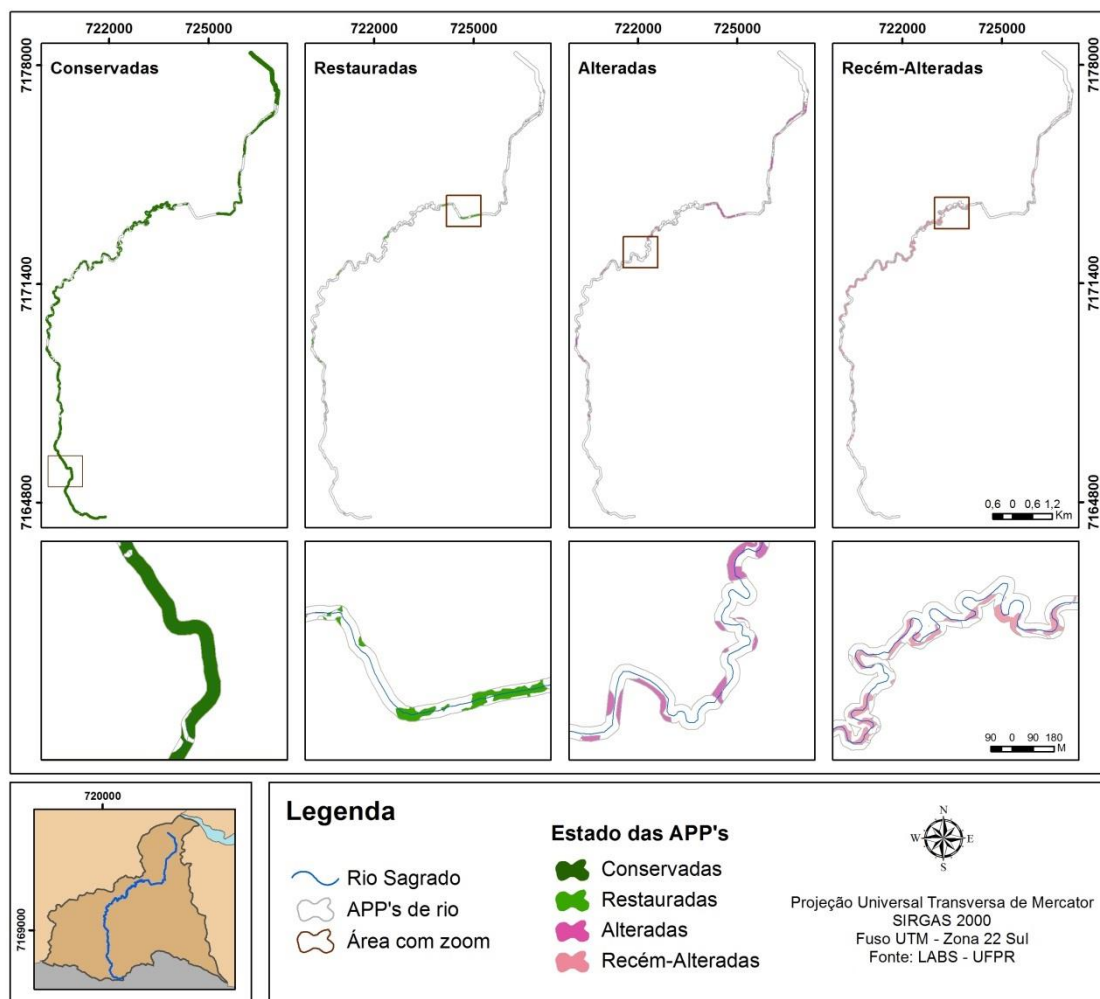 722000 725000 722000 725000 722000 725000 722000 725000
7178000 7178000
Conservadas Restauradas Alteradas Recém-Alteradas
7171400 7171400
7164800 7164800
0,6 0 0,6 1,2
Km
90 0 90 180
M
720000
7169000
Legenda
Rio Sagrado
APP's de rio
Área com zoom
Estado das APP's
Conservadas
Restauradas
Alteradas
Recém-Alteradas
N
W E
S
Projeção Universal Transversa de Mercator
SIRGAS 2000
Fuso UTM - Zona 22 Sul
Fonte: LABS - UFPR